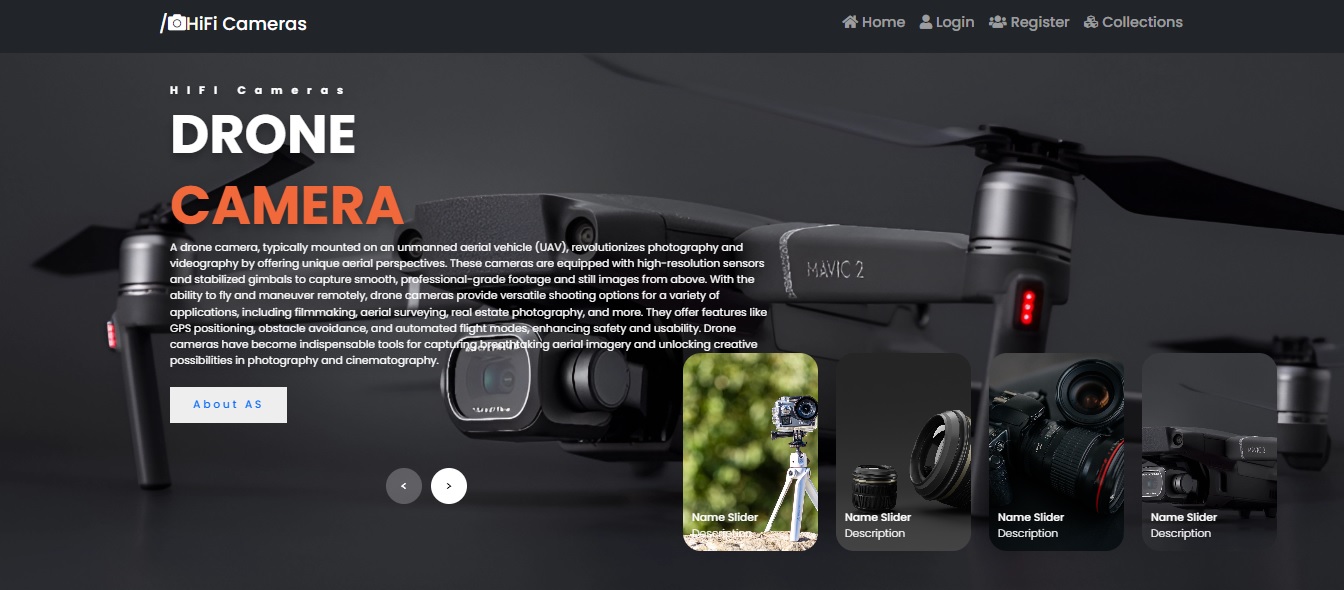 /HiFi Cameras
Home Login Register Collections
HIFI Cameras
DRONE
CAMERA
A drone camera, typically mounted on an unmanned aerial vehicle (UAV), revolutionizes photography and
videography by offering unique aerial perspectives. These cameras are equipped with high-resolution sensors
and stabilized gimbals to capture smooth, professional-grade footage and still images from above. With the
ability to fly and maneuver remotely, drone cameras provide versatile shooting options for a variety of
applications, including filmmaking, aerial surveying, real estate photography, and more. They offer features like
GPS positioning, obstacle avoidance, and automated flight modes, enhancing safety and usability. Drone
cameras have become indispensable tools for capturing breathtaking aerial imagery and unlocking creative
possibilities in photography and cinematography.
MAVIC 2
About AS
< >
Name Slider
Description
Name Slider
Description
Name Slider
Description
MAVIC 2
Name Slider
Description